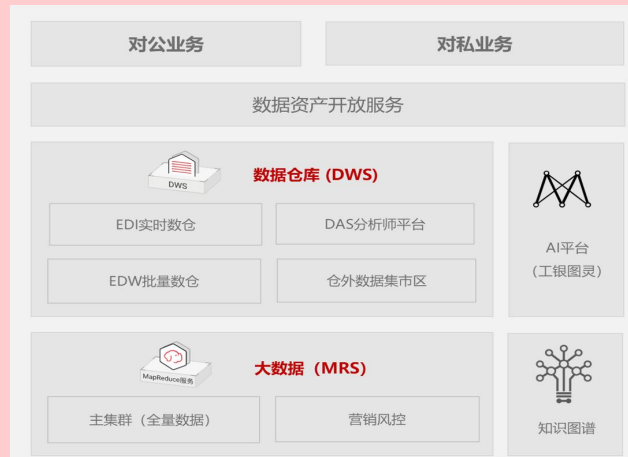 对公业务
对私业务
数据资产开放服务
DWS
数据仓库 (DWS)
EDI实时数仓
DAS分析师平台
EDW批量数仓
仓外数据集市区
AI平台
(工银图灵)
MapReduce服务
大数据（MRS)
主集群（全量数据）
营销风控
知识图谱